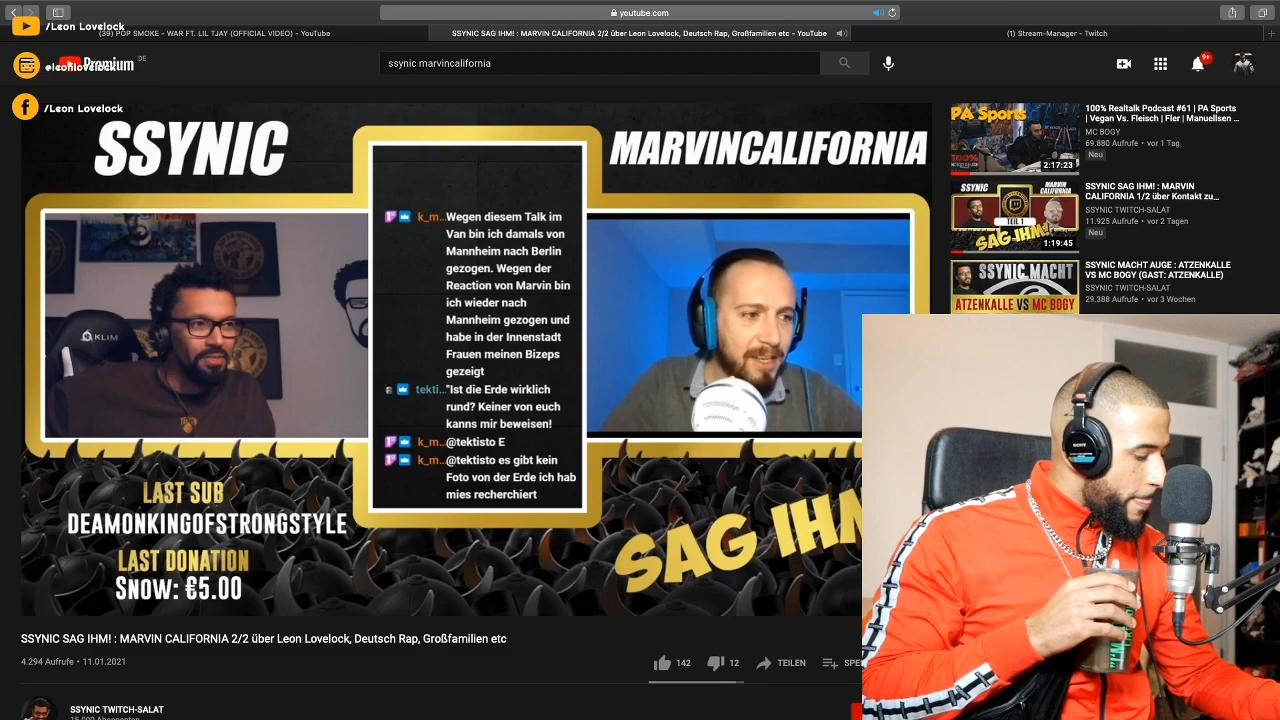 youtube.com
/Leon Lovelock
(39) POP SMOKE - WAR FT. LIL TJAY (OFFICIAL VIDEO) - YouTube
SSYNIC SAG IHM! : MARVIN CALIFORNIA 2/2 über Leon Lovelock, Deutsch Rap, Großfamilien etc - YouTube
(1) Stream-Manager - Twitch
Premium
DE
ssynic marvincalifornia
9+
/Leon Lovelock
SSYNIC
MARVINCALIFORNIA
k_m...Wegen diesem Talk im
Van bin ich damals von
Mannheim nach Berlin
gezogen. Wegen der
Reaction von Marvin bin
ich wieder nach
Mannheim gezogen und
habe in der Innenstadt
Frauen meinen Bizeps
gezeigt
tekti..."Ist die Erde wirklich
rund? Keiner von euch
kanns mir beweisen!
k_m...@tektisto E
k_m...@tektisto es gibt kein
Foto von der Erde ich hab
mies recherchiert
KLIM
LAST SUB
DEAMONKINGOFSTRONGSTYLE
LAST DONATION
SNOW: €5.00
SAG IHM
SSYNIC SAG IHM! : MARVIN CALIFORNIA 2/2 über Leon Lovelock, Deutsch Rap, Großfamilien etc
4.294 Aufrufe • 11.01.2021
142
12
TEILEN
SSYNIC TWITCH-SALAT
PA Sports
100%
2:17:23
100% Realtalk Podcast #61 | PA Sports
| Vegan Vs. Fleisch | Fler | Manuellsen ...
MC BOGY
69.880 Aufrufe • vor 1 Tag
Neu
SSYNIC
MARVIN
CALIFORNIA
TEIL 1
SAG IHM!
1:19:45
SSYNIC SAG IHM! : MARVIN
CALIFORNIA 1/2 über Kontakt zu...
SSYNIC TWITCH-SALAT
11.925 Aufrufe • vor 2 Tagen
Neu
SSYNIC MACHT
ATZENKALLE VS MC BOGY
SSYNIC MACHT AUGE : ATZENKALLE
VS MC BOGY (GAST: ATZENKALLE)
SSYNIC TWITCH-SALAT
29.388 Aufrufe • vor 3 Wochen
SONY